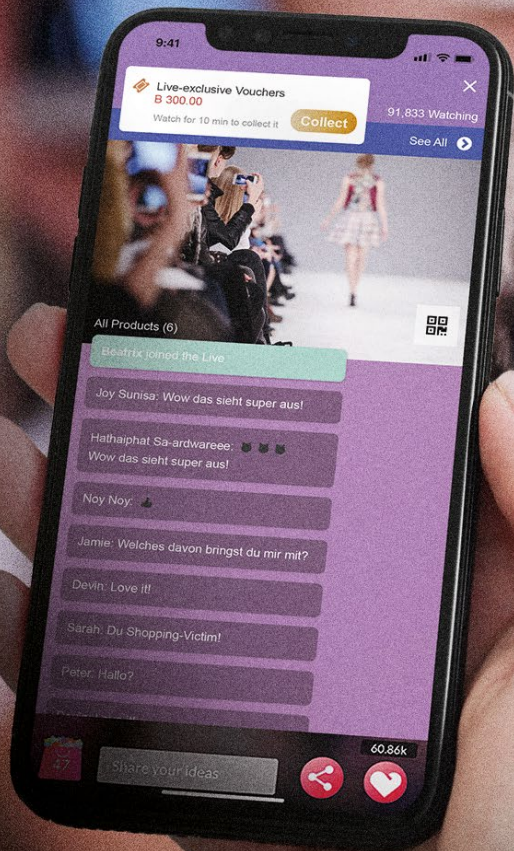 9:41
Live-exclusive Vouchers
B 300.00
Watch for 10 min to collect it
Collect
91,833 Watching
See All
All Products (6)
Beatrix joined the Live
Joy Sunisa: Wow das sieht super aus!
Hathaiphat Sa-ardwareee:
Wow das sieht super aus!
Noy Noy:
Jamie: Welches davon bringst du mir mit?
Devin: Love it!
Sarah: Du Shopping-Victim!
Peter: Hallo?
47
Share your ideas
60.86k